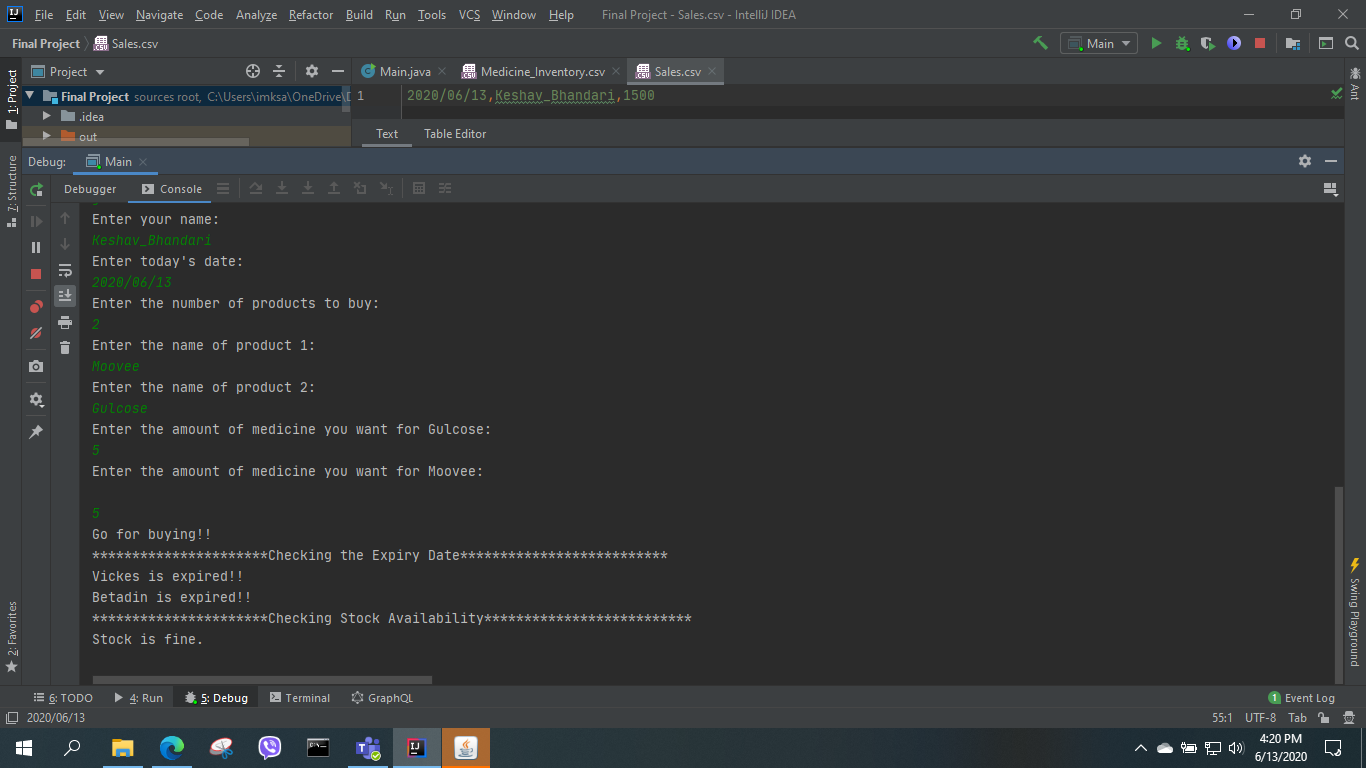 File Edit View Navigate Code Analyze Refactor Build Run Tools VCS Window Help Final Project - Sales.csv - IntelliJ IDEA
Final Project Sales.csv Main
1: Project
Project Main.java Medicine_Inventory.csv Sales.csv
Ant
Final Project sources root, C:\Users\imksa\OneDrive\D 1 2020/06/13,Keshav_Bhandari,1500
.idea
out Text Table Editor
Debug: Main
7: Structure
Debugger Console
Enter your name:
Keshav_Bhandari
Enter today's date:
2020/06/13
Enter the number of products to buy:
2
Enter the name of product 1:
Moovee
Enter the name of product 2:
Gulcose
Enter the amount of medicine you want for Gulcose:
5
Enter the amount of medicine you want for Moovee:
5
Go for buying!!
**********************Checking the Expiry Date**************************
Vickes is expired!!
Betadin is expired!!
**********************Checking Stock Availability**************************
Stock is fine.
2: Favorites
Swing Playground
6: TODO 4: Run 5: Debug Terminal GraphQL 1 Event Log
2020/06/13 55:1 UTF-8 Tab
4:20 PM
6/13/2020